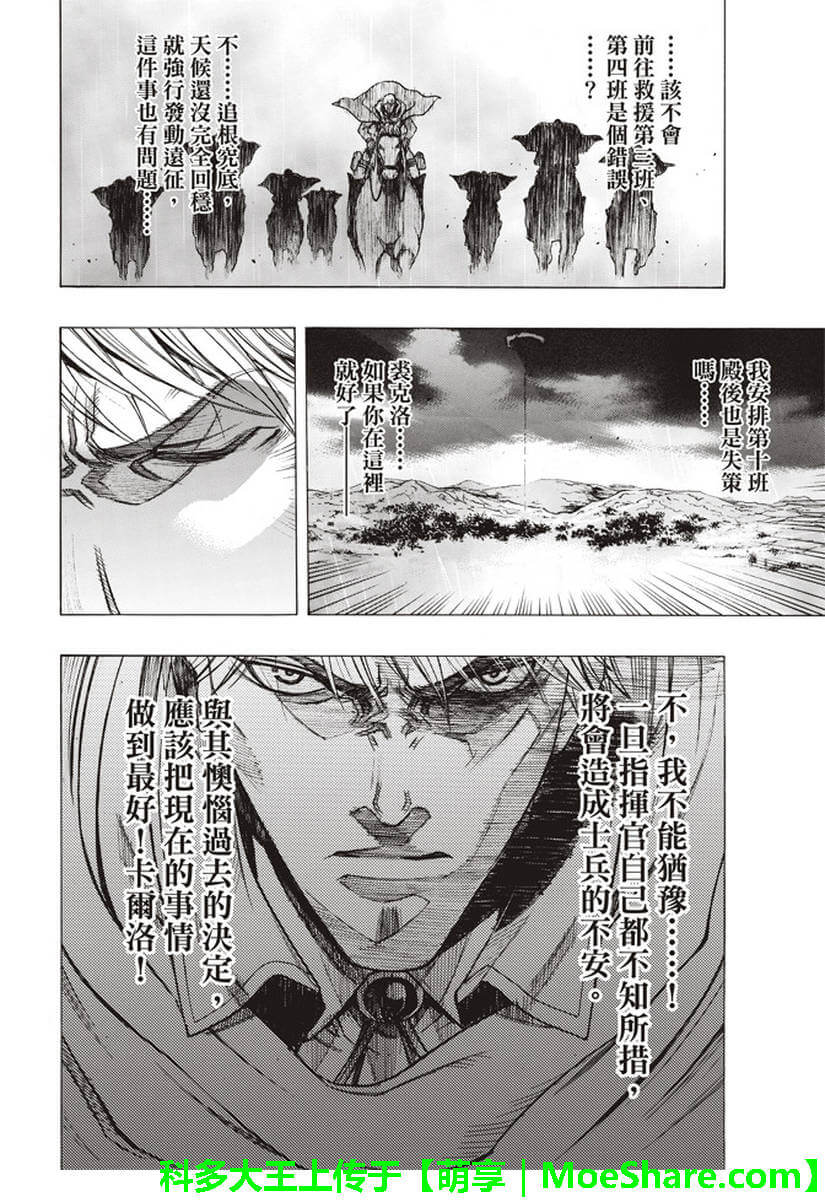 ……該不會
前往救援第三班、
第四班是個錯誤
……？
不……追根究底，
天候還沒完全回穩
就強行發動遠征，
這件事也有問題……
我安排第十班
殿後也是失策
嗎……
裘克洛……
如果你在這裡
就好了——
不，我不能猶豫……！
一旦指揮官自己都不知所措，
將會造成士兵的不安。
與其懊惱過去的決定，
應該把現在的事情
做到最好！卡爾洛！
科多大王上传于【萌享】|MoeShare.com】